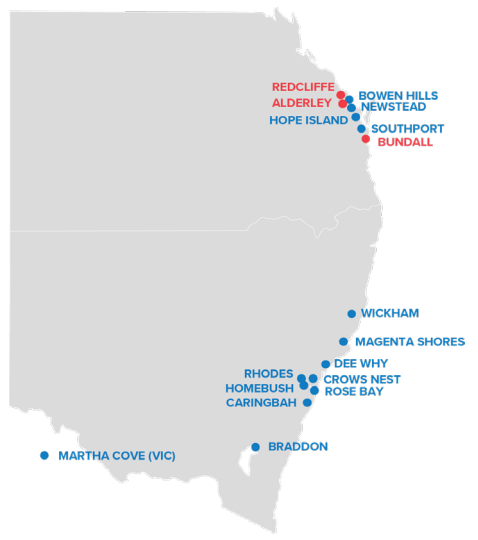 REDCLIFFE
BOWEN HILLS
ALDERLEY
NEWSTEAD
HOPE ISLAND
SOUTHPORT
BUNDALL
WICKHAM
MAGENTA SHORES
DEE WHY
RHODES
CROWS NEST
HOMEBUSH
ROSE BAY
CARINGBAH
BRADDON
MARTHA COVE (VIC)